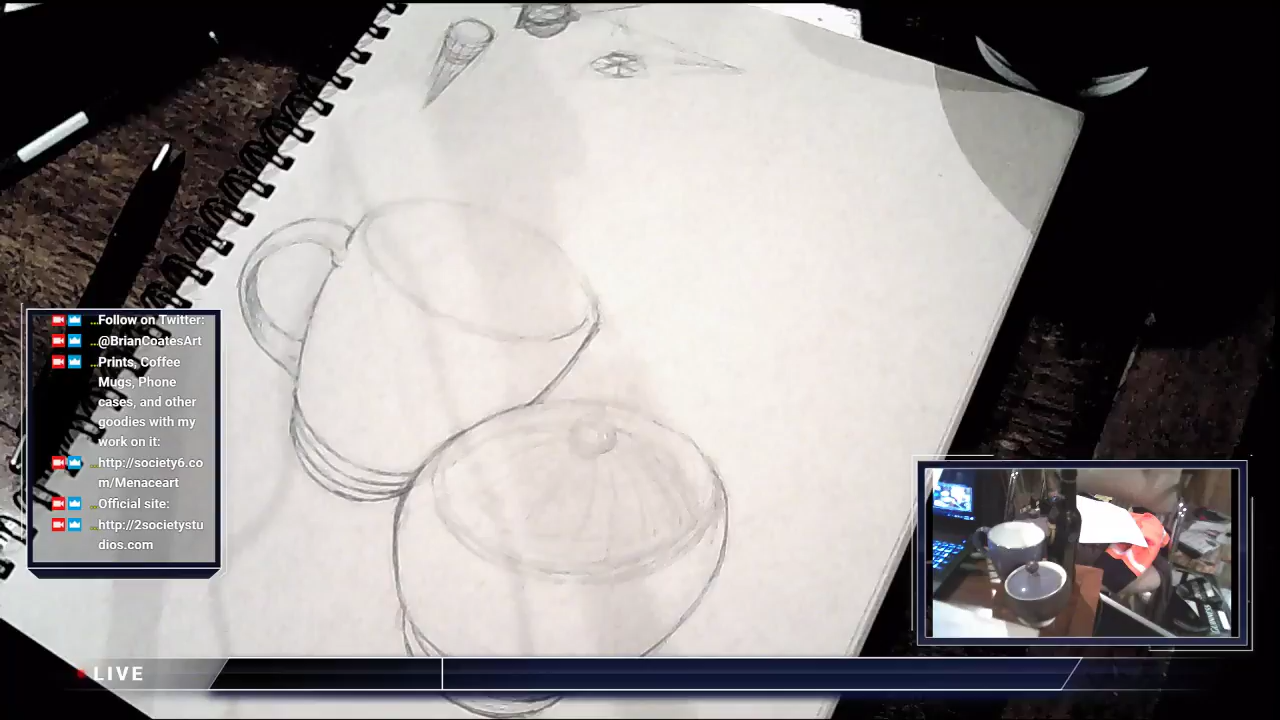 ...Follow on Twitter:
...@BrianCoatesArt
...Prints, Coffee
Mugs, Phone
cases, and other
goodies with my
work on it:
...http://society6.co
m/Menaceart
...Official site:
...http://2societystu
dios.com
LIVE
GUINNESS